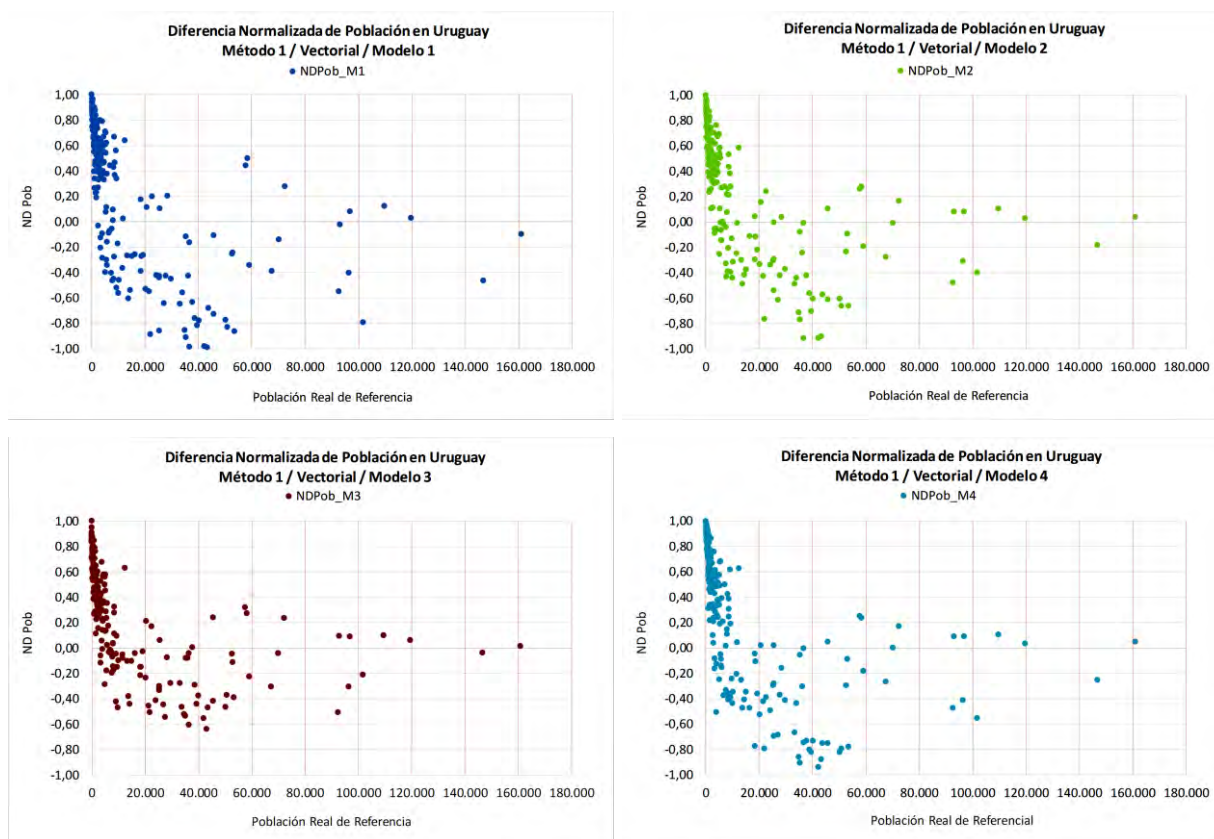 Diferencia Normalizada de Población en Uruguay
Método 1 / Vectorial / Modelo 1
NDPob_M1
1,00
0,80
0,60
0,40
0,20
0,00
-0,20
-0,40
-0,60
-0,80
-1,00
ND Pob
0 20.000 40.000 60.000 80.000 100.000 120.000 140.000 160.000 180.000
Población Real de Referencia
Diferencia Normalizada de Población en Uruguay
Método 1 / Vetorial / Modelo 2
NDPob_M2
1,00
0,80
0,60
0,40
0,20
0,00
-0,20
-0,40
-0,60
-0,80
-1,00
ND Pob
0 20.000 40.000 60.000 80.000 100.000 120.000 140.000 160.000 180.000
Población Real de Referencia
Diferencia Normalizada de Población en Uruguay
Método 1 / Vectorial / Modelo 3
NDPob_M3
1,00
0,80
0,60
0,40
0,20
0,00
-0,20
-0,40
-0,60
-0,80
-1,00
ND Pob
0 20.000 40.000 60.000 80.000 100.000 120.000 140.000 160.000 180.000
Población Real de Referencia
Diferencia Normalizada de Población en Uruguay
Método 1 / Vectorial / Modelo 4
NDPob_M4
1,00
0,80
0,60
0,40
0,20
0,00
-0,20
-0,40
-0,60
-0,80
-1,00
ND Pob
0 20.000 40.000 60.000 80.000 100.000 120.000 140.000 160.000 180.000
Población Real de Referencial